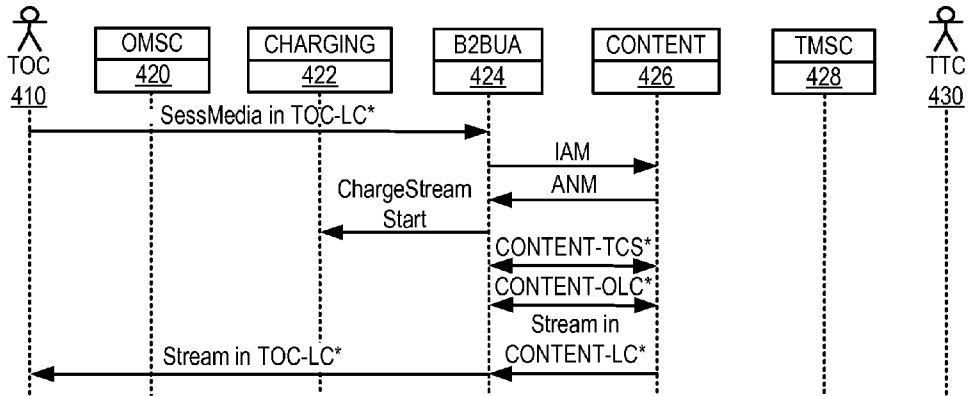 OMSC
CHARGING
B2BUA
CONTENT
TMSC
TOC
420
422
424
426
428
TTC
410
430
SessMedia in TOC-LC*
IAM
ANM
ChargeStream
Start
CONTENT-TCS*
CONTENT-OLC*
Stream in
CONTENT-LC*
Stream in TOC-LC*